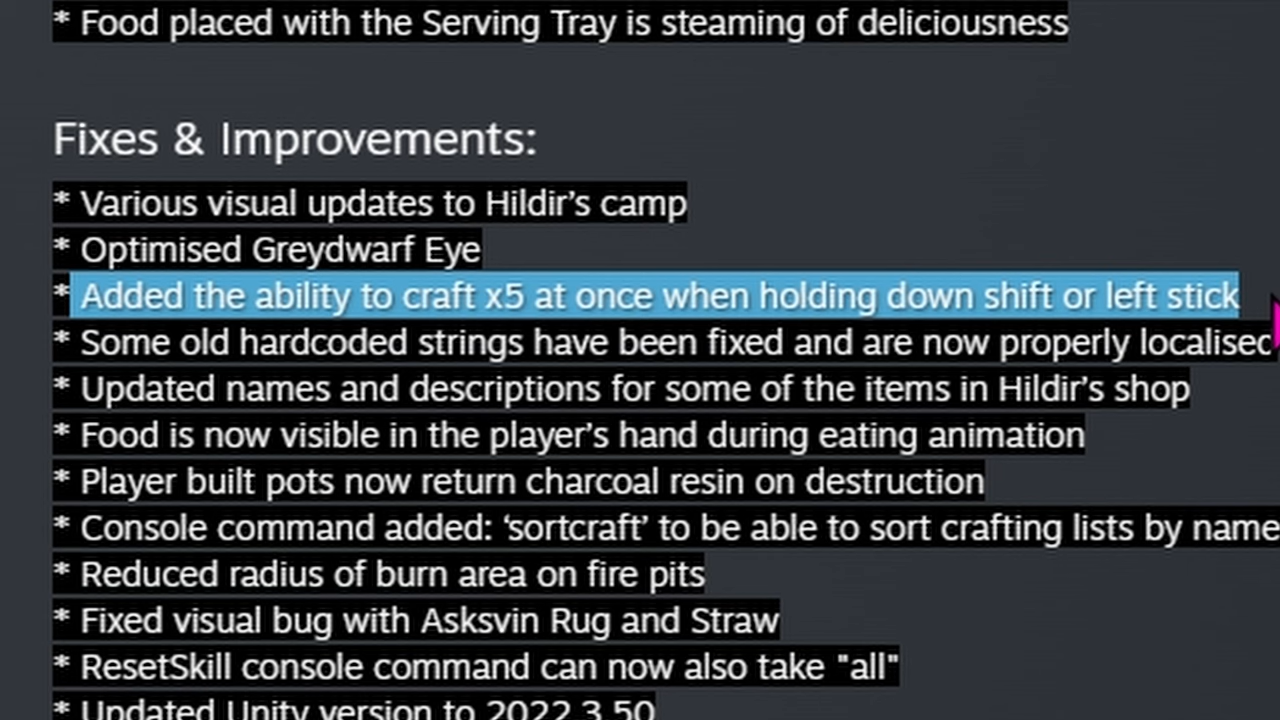 * Food placed with the Serving Tray is steaming of deliciousness
Fixes & Improvements:
* Various visual updates to Hildir’s camp
* Optimised Greydwarf Eye
* Added the ability to craft x5 at once when holding down shift or left stick
* Some old hardcoded strings have been fixed and are now properly localised
* Updated names and descriptions for some of the items in Hildir’s shop
* Food is now visible in the player’s hand during eating animation
* Player built pots now return charcoal resin on destruction
* Console command added: ‘sortcraft’ to be able to sort crafting lists by name
* Reduced radius of burn area on fire pits
* Fixed visual bug with Asksvin Rug and Straw
* ResetSkill console command can now also take "all"
* Updated Unity version to 2022.3.50